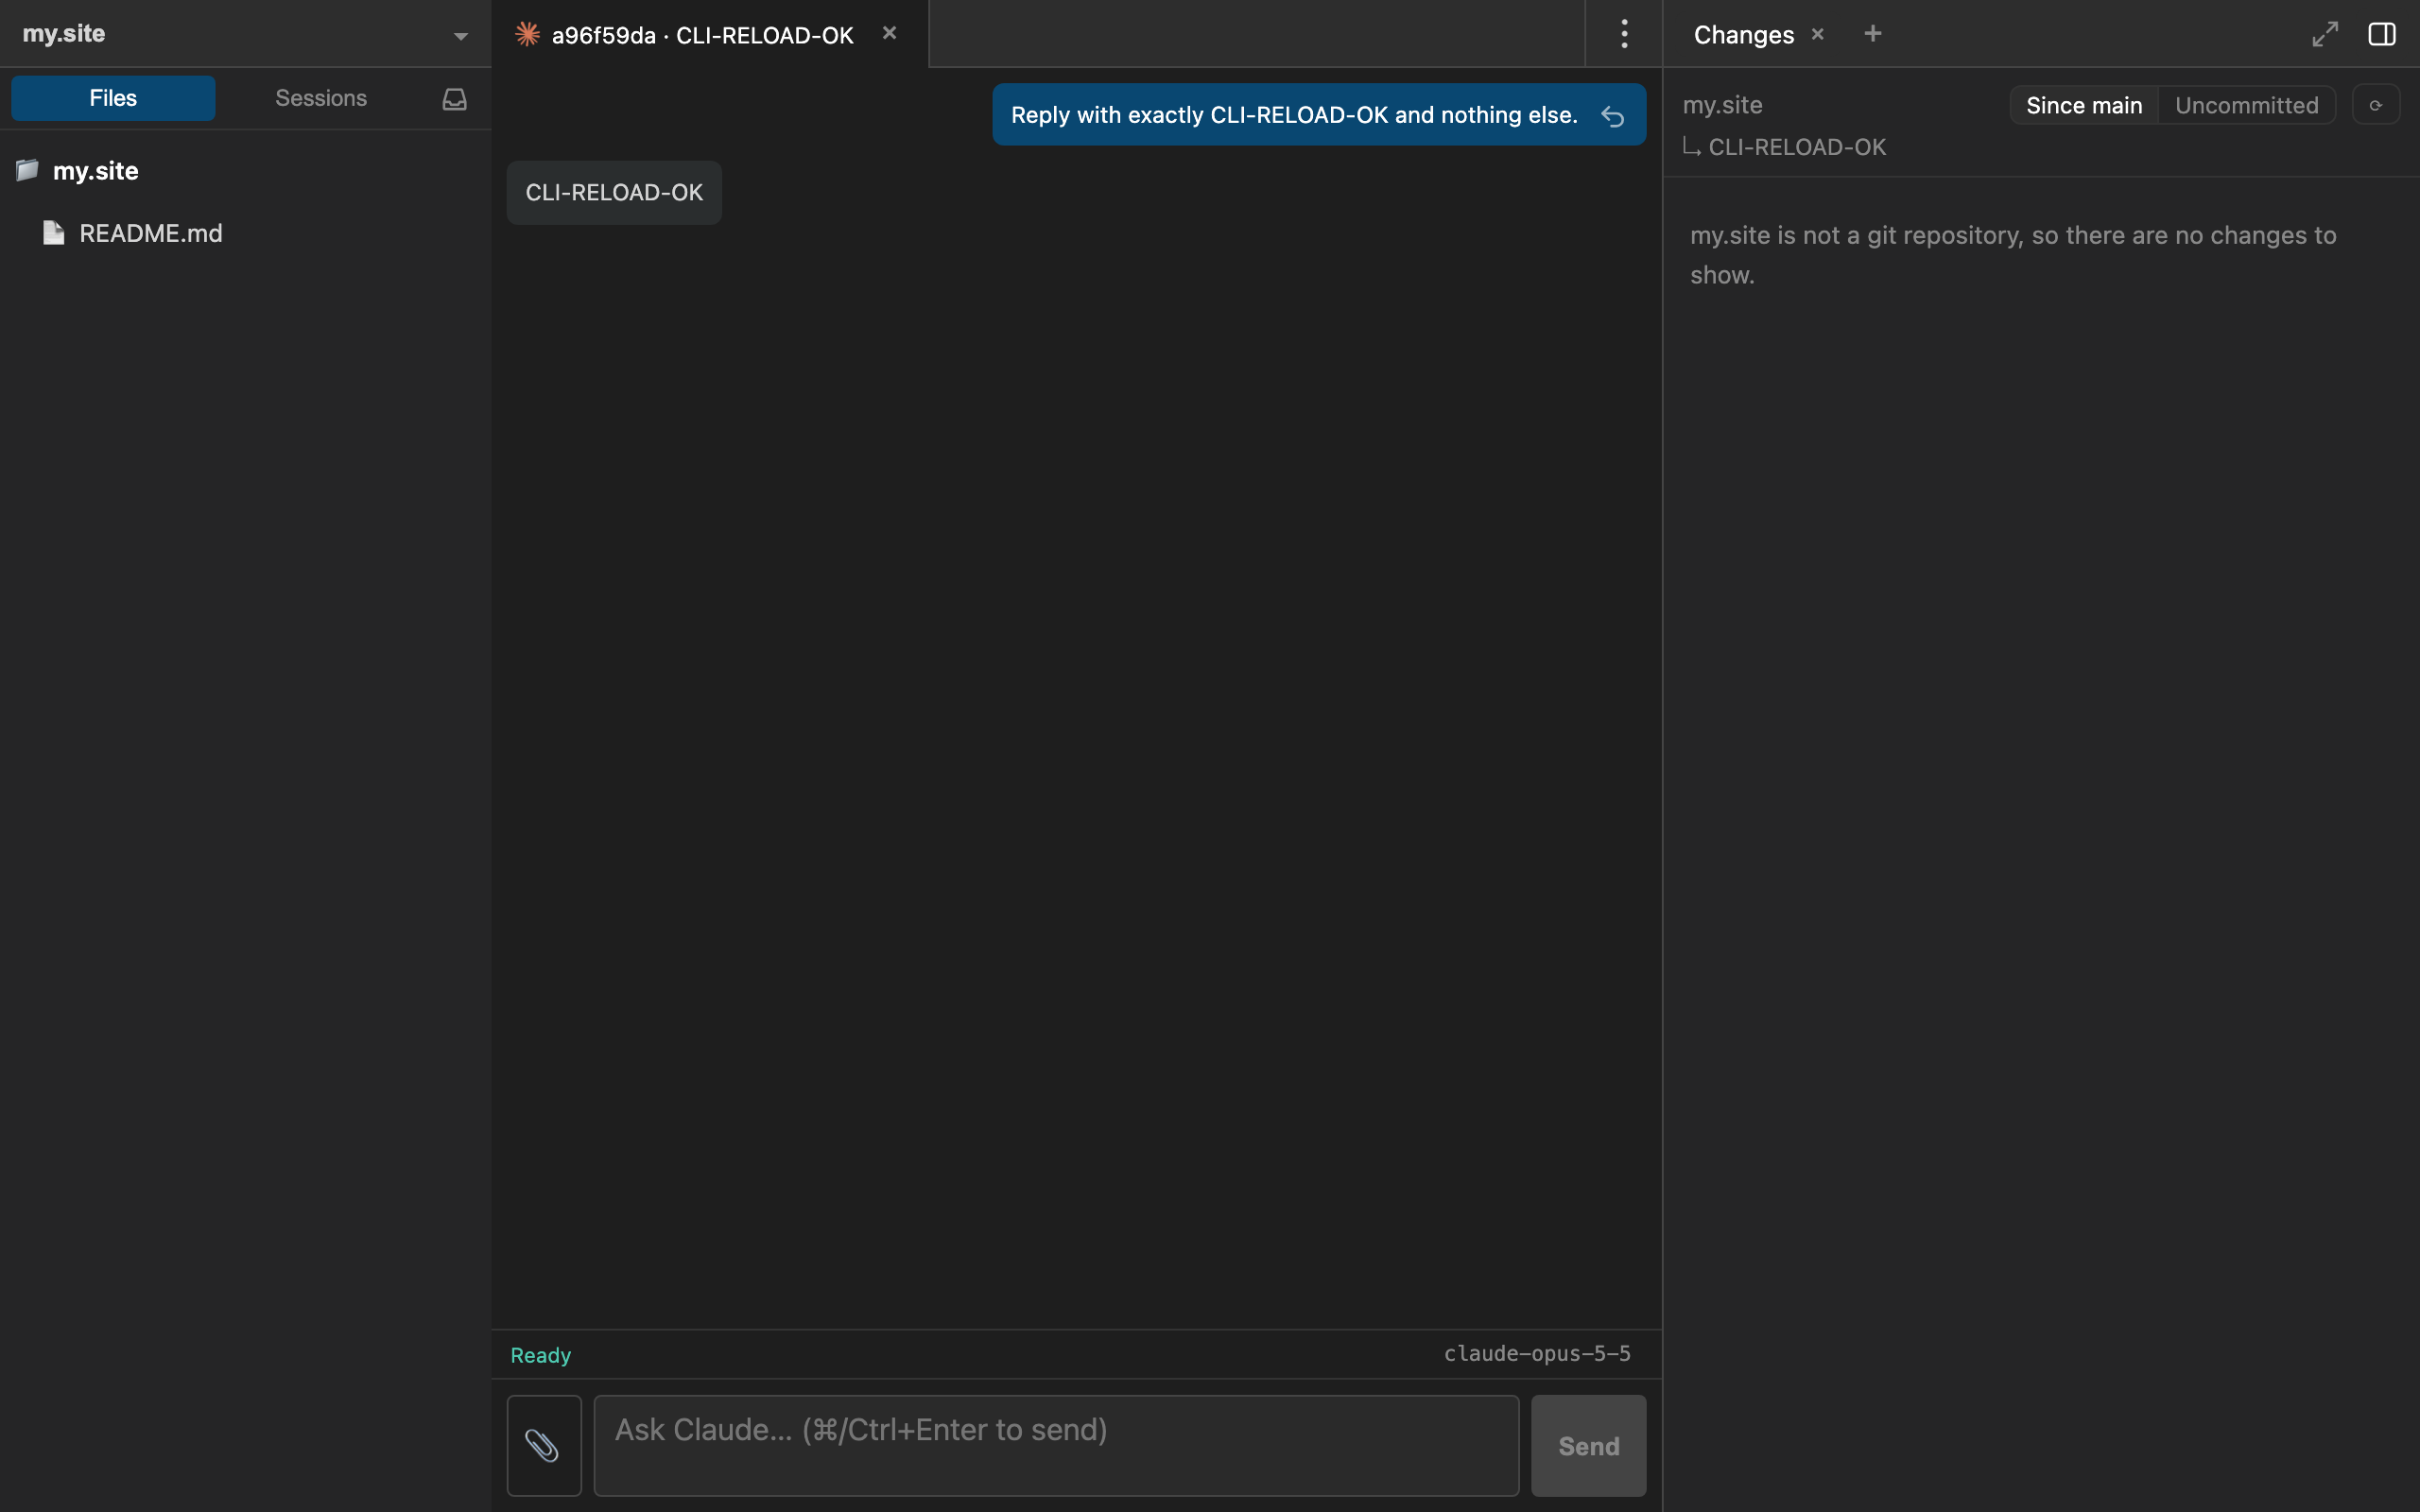 my.site
Files
Sessions
my.site
README.md
a96f59da · CLI-RELOAD-OK
Reply with exactly CLI-RELOAD-OK and nothing else.
CLI-RELOAD-OK
Ready
claude-opus-5-5
Ask Claude... (⌘/Ctrl+Enter to send)
Send
Changes
my.site
Since main
Uncommitted
CLI-RELOAD-OK
my.site is not a git repository, so there are no changes to
show.